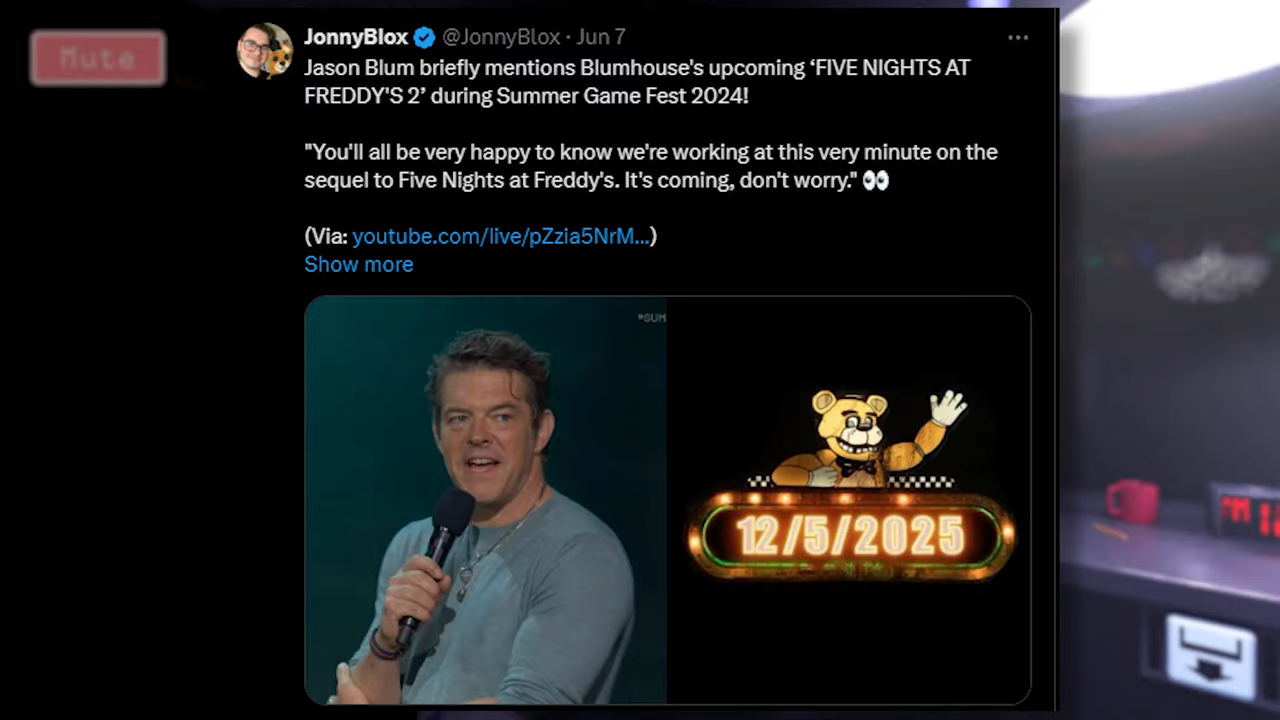 Mute
JonnyBlox @JonnyBlox · Jun 7
Jason Blum briefly mentions Blumhouse's upcoming ‘FIVE NIGHTS AT
FREDDY'S 2’ during Summer Game Fest 2024!
"You'll all be very happy to know we're working at this very minute on the
sequel to Five Nights at Freddy's. It's coming, don't worry." 👀
(Via: youtube.com/live/pZzia5NrM...)
Show more
#SUM
12/5/2025